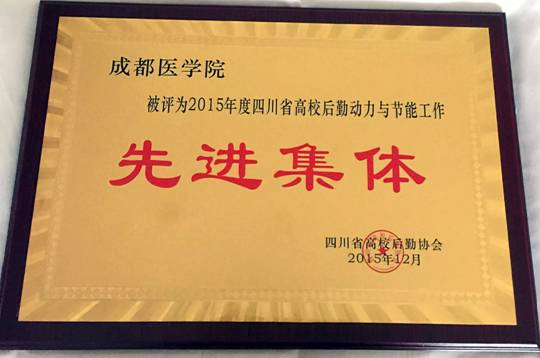 成都医学院
被评为2015年度四川省高校后勤动力与节能工作
先进集体
四川省高校后勤协会
2015年12月